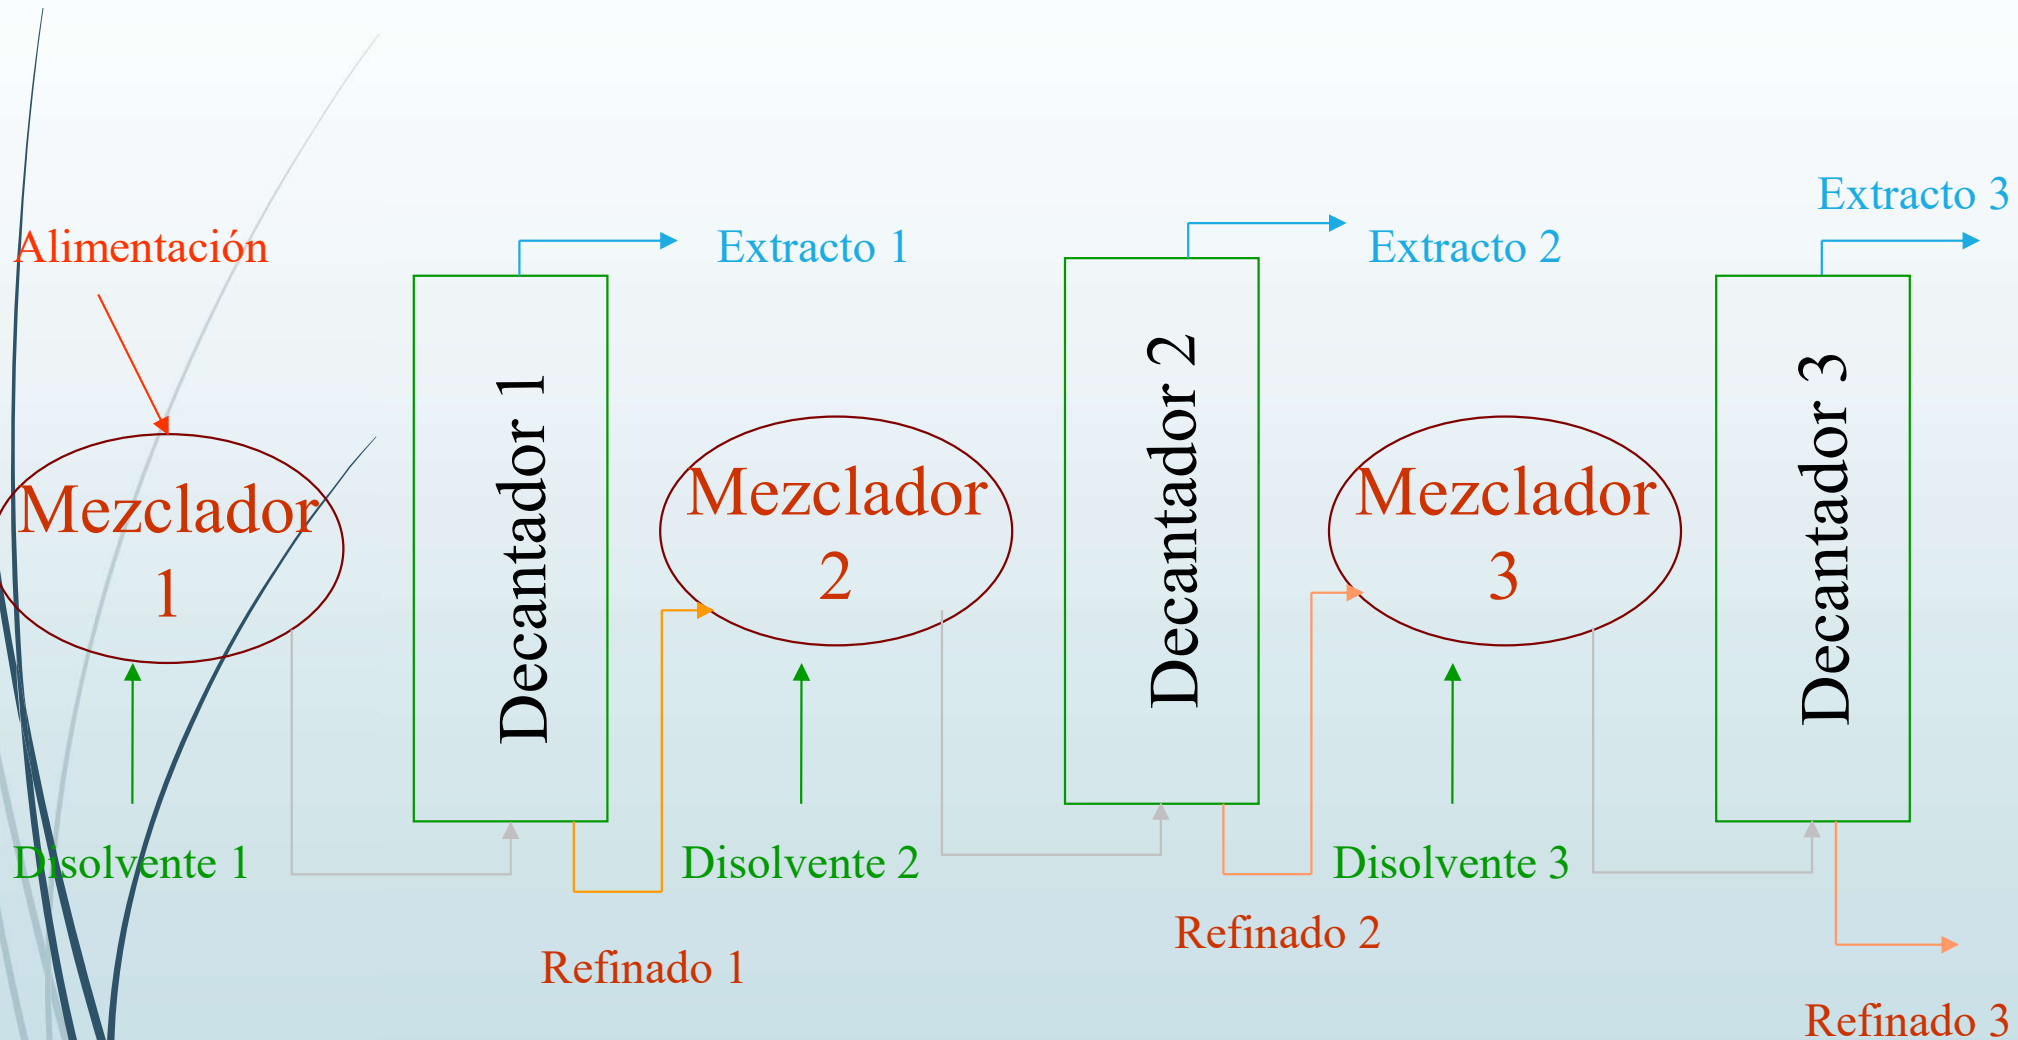 Extracto 3
Alimentación
Extracto 1
Extracto 2
Mezclador
1
Decantador 1
Mezclador
2
Decantador 2
Mezclador
3
Decantador 3
Disolvente 1
Disolvente 2
Disolvente 3
Refinado 1
Refinado 2
Refinado 3